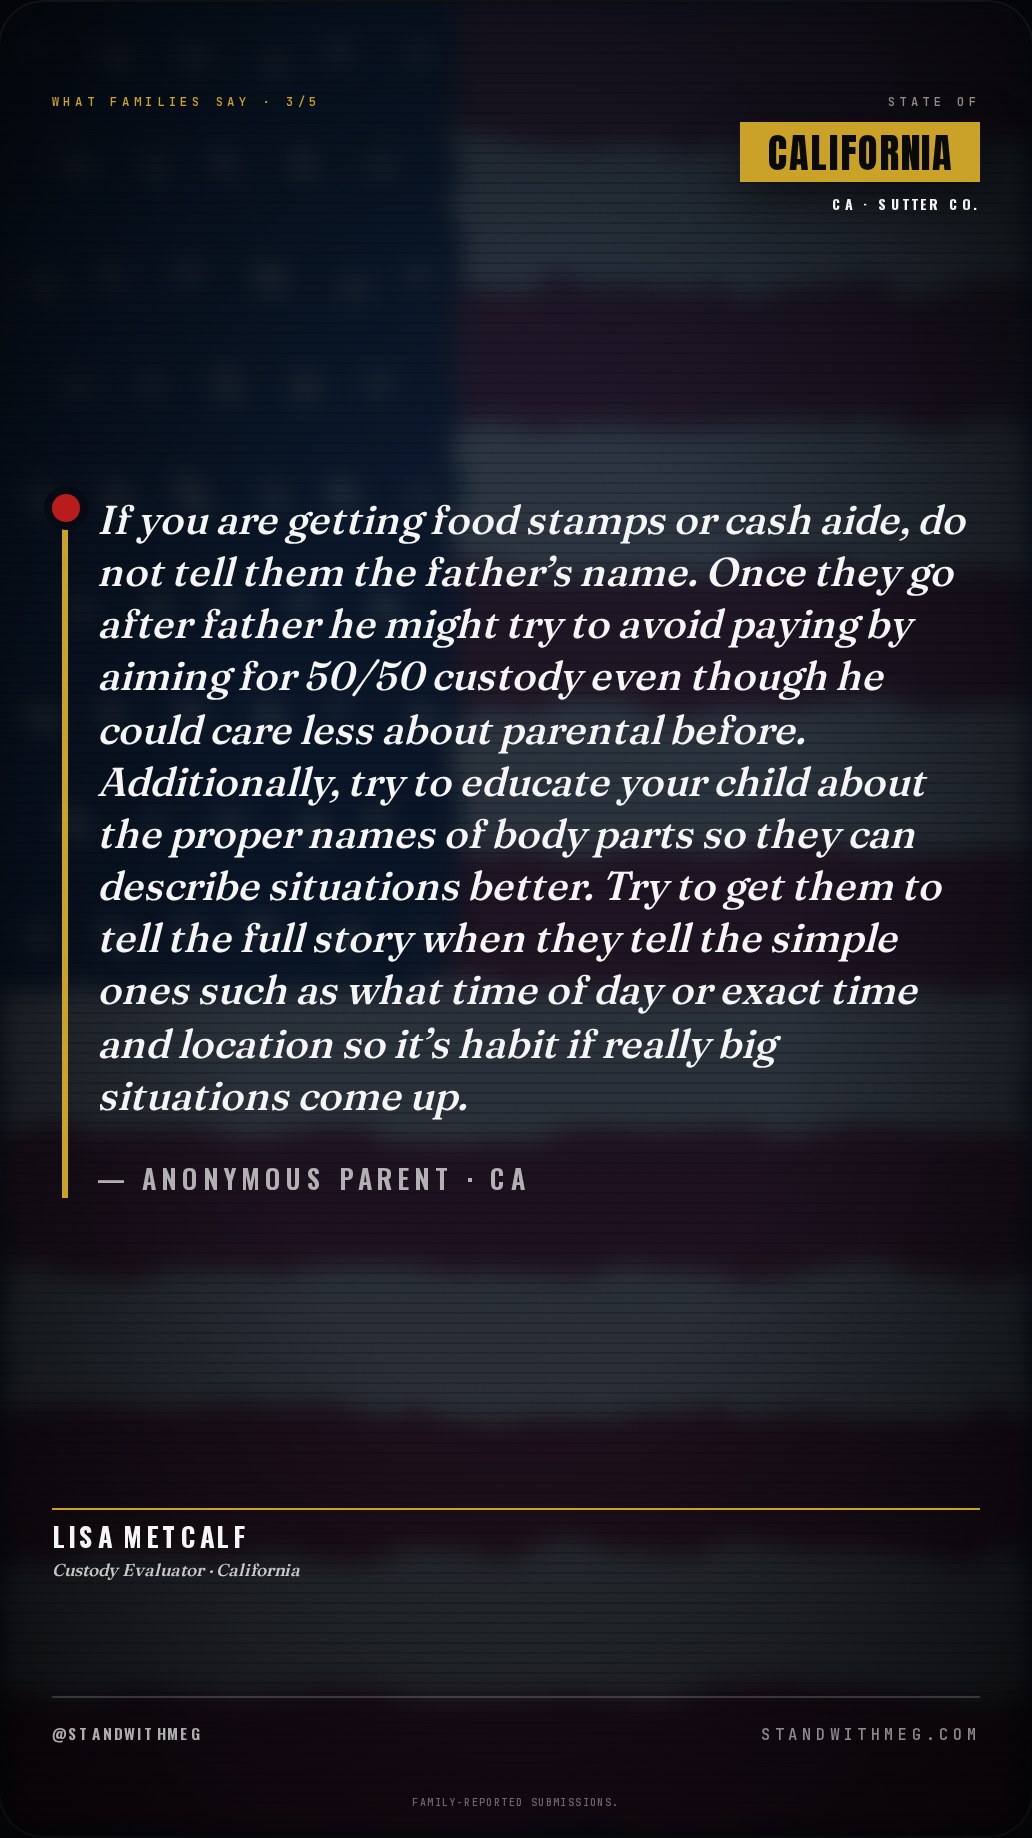 WHAT FAMILIES SAY · 3/5
STATE OF
CALIFORNIA
CA · SUTTER CO.
If you are getting food stamps or cash aide, do
not tell them the father’s name. Once they go
after father he might try to avoid paying by
aiming for 50/50 custody even though he
could care less about parental before.
Additionally, try to educate your child about
the proper names of body parts so they can
describe situations better. Try to get them to
tell the full story when they tell the simple
ones such as what time of day or exact time
and location so it’s habit if really big
situations come up.
— ANONYMOUS PARENT · CA
LISA METCALF
Custody Evaluator · California
@STANDWITHMEG
STANDWITHMEG.COM
FAMILY-REPORTED SUBMISSIONS.